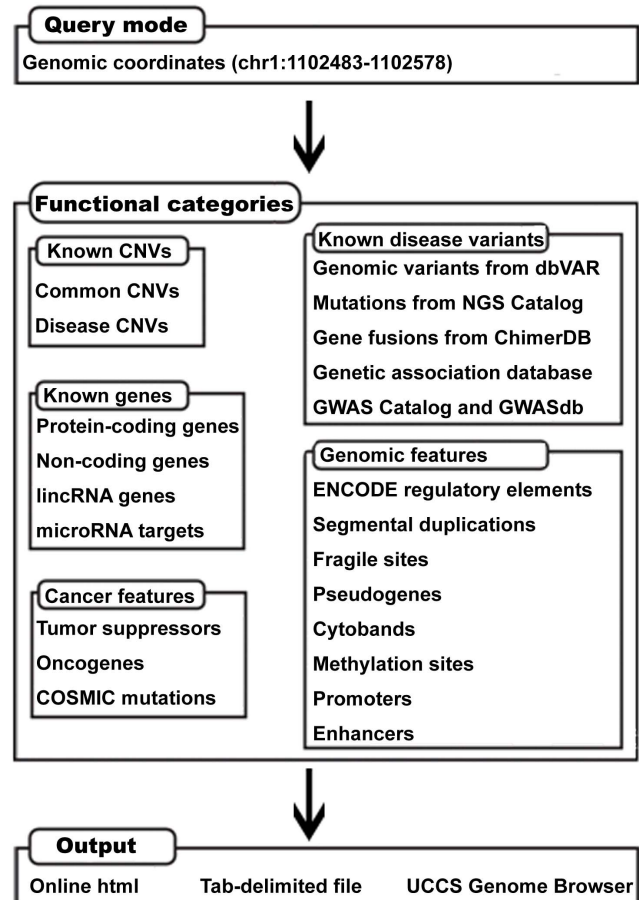 Query mode
Genomic coordinates (chr1:1102483-1102578)
Functional categories
Known CNVs
Common CNVs
Disease CNVs
Known genes
Protein-coding genes
Non-coding genes
lincRNA genes
microRNA targets
Cancer features
Tumor suppressors
Oncogenes
COSMIC mutations
Known disease variants
Genomic variants from dbVAR
Mutations from NGS Catalog
Gene fusions from ChimerDB
Genetic association database
GWAS Catalog and GWASdb
Genomic features
ENCODE regulatory elements
Segmental duplications
Fragile sites
Pseudogenes
Cytobands
Methylation sites
Promoters
Enhancers
Output
Online html
Tab-delimited file
UCCS Genome Browser